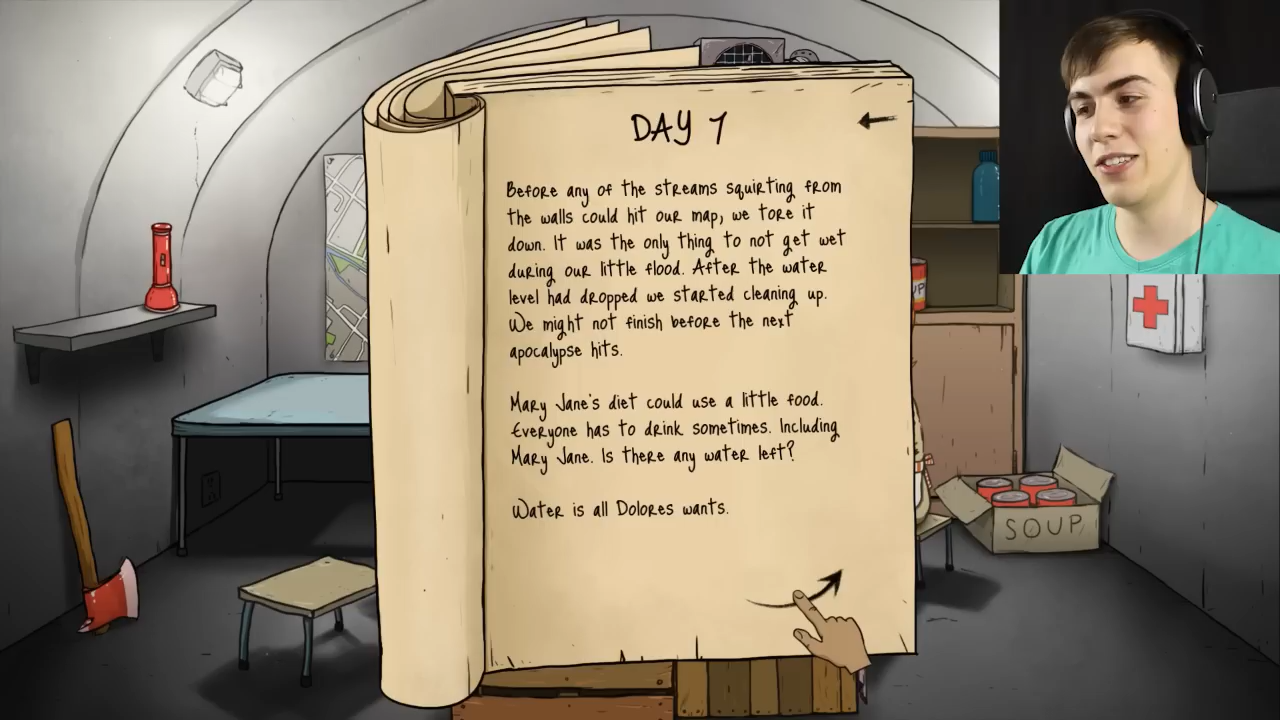 DAY 7
Before any of the streams squirting from
the walls could hit our map, we tore it
down. It was the only thing to not get wet
during our little flood. After the water
level had dropped we started cleaning up.
We might not finish before the next
apocalypse hits.
Mary Jane's diet could use a little food.
Everyone has to drink sometimes. Including
Mary Jane. Is there any water left?
Water is all Dolores wants.
UP
SOUP